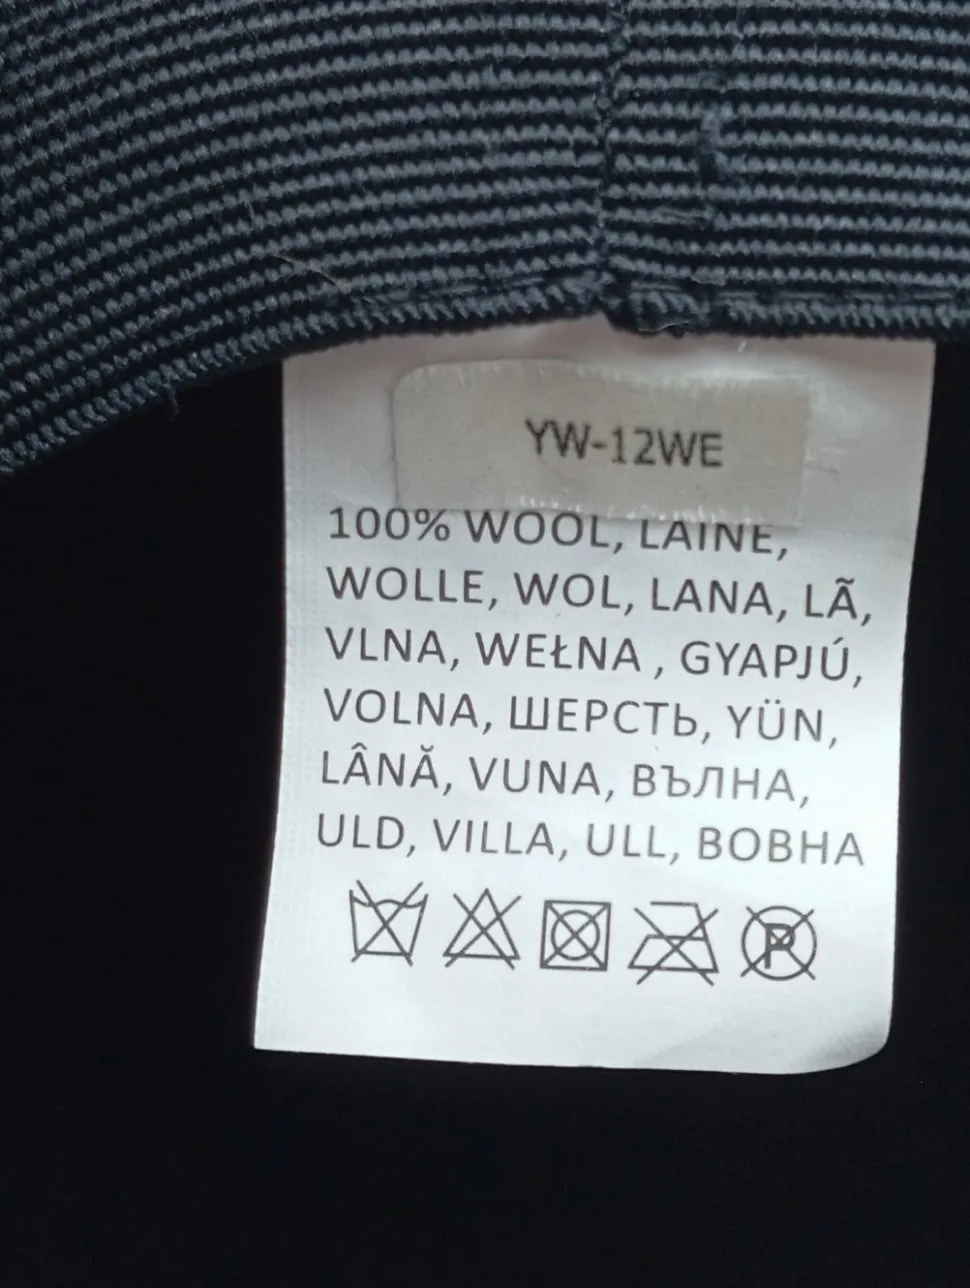 YW-12WE
100% WOOL, LAINE,
WOLLE, WOL, LANA, LÃ,
VLNA, WEŁNA , GYAPJÚ,
VOLNA, ШЕРСТЬ, YÜN,
LÂNĂ, VUNA, ВЪЛНА,
ULD, VILLA, ULL, ВОВНА
P